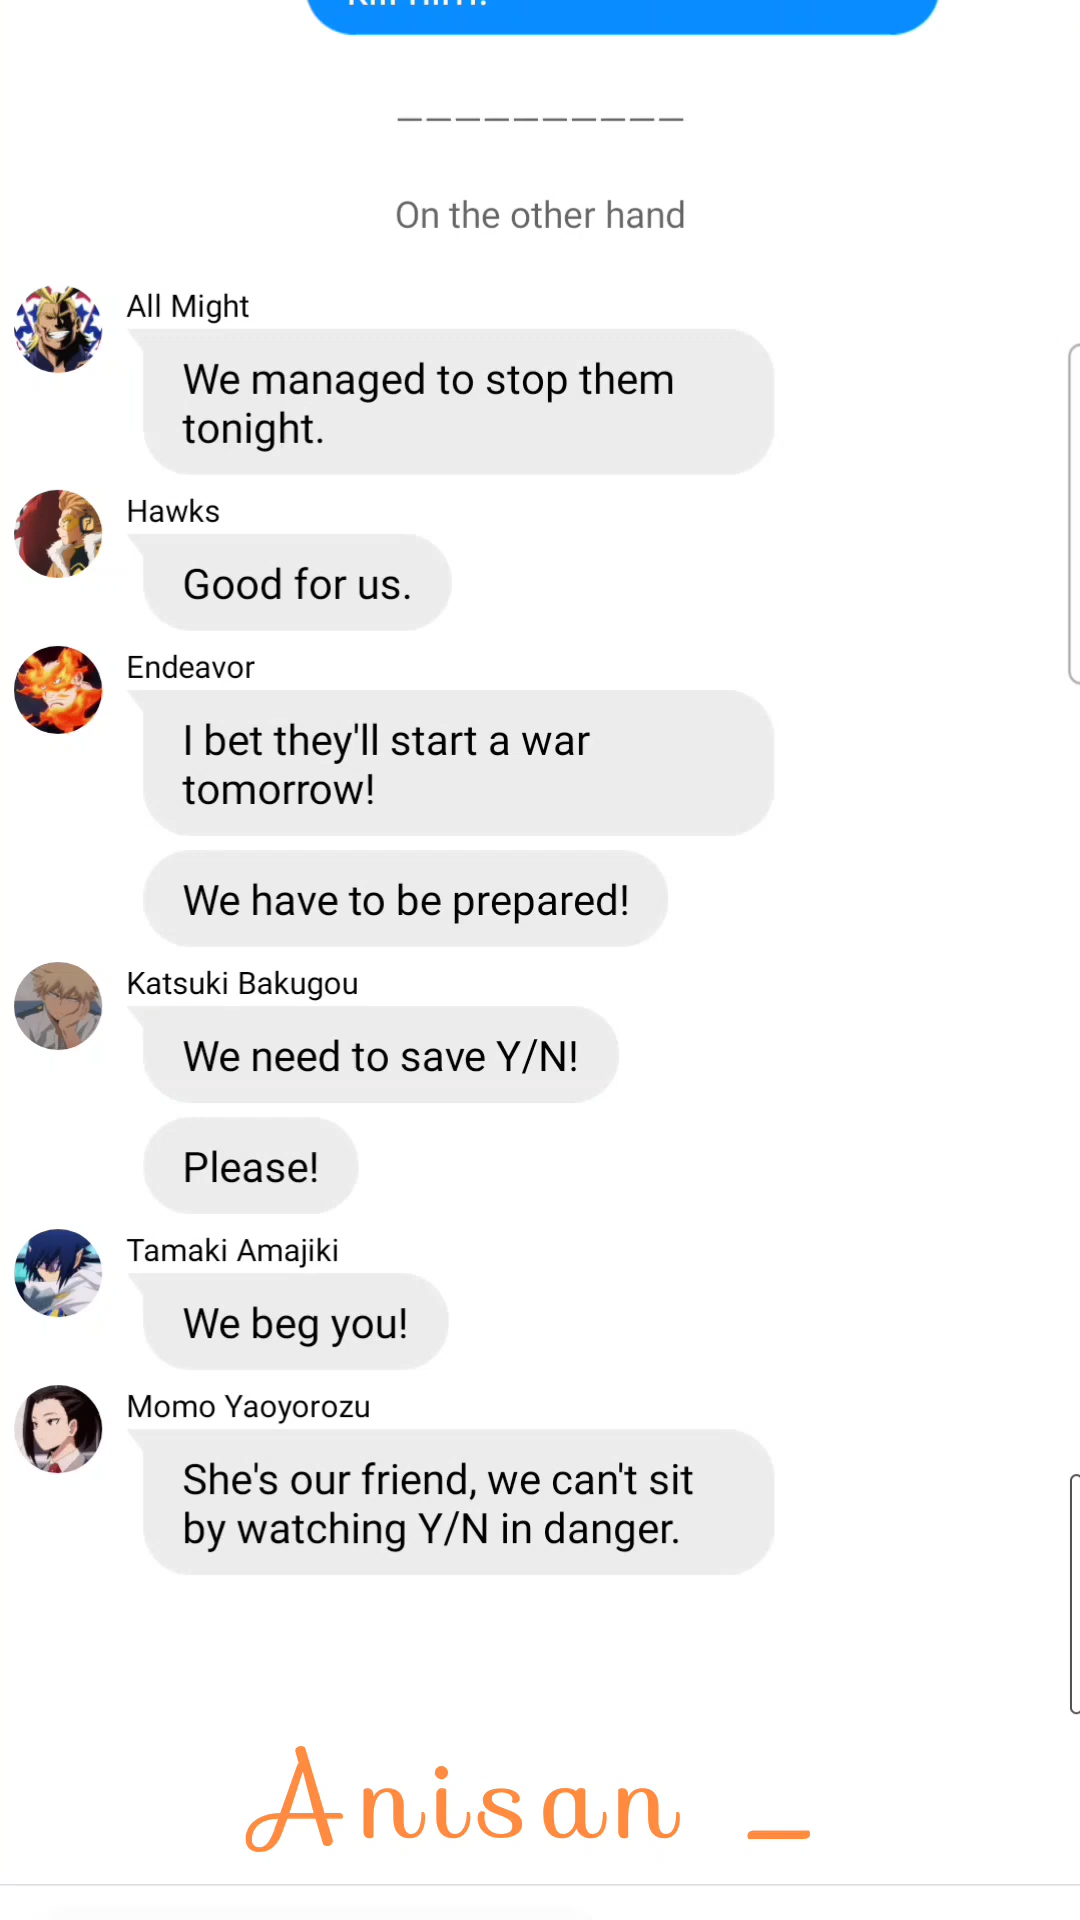 __________
On the other hand
All Might
We managed to stop them
tonight.
Hawks
Good for us.
Endeavor
I bet they'll start a war
tomorrow!
We have to be prepared!
Katsuki Bakugou
We need to save Y/N!
Please!
Tamaki Amajiki
We beg you!
Momo Yaoyorozu
She's our friend, we can't sit
by watching Y/N in danger.
Anisan _